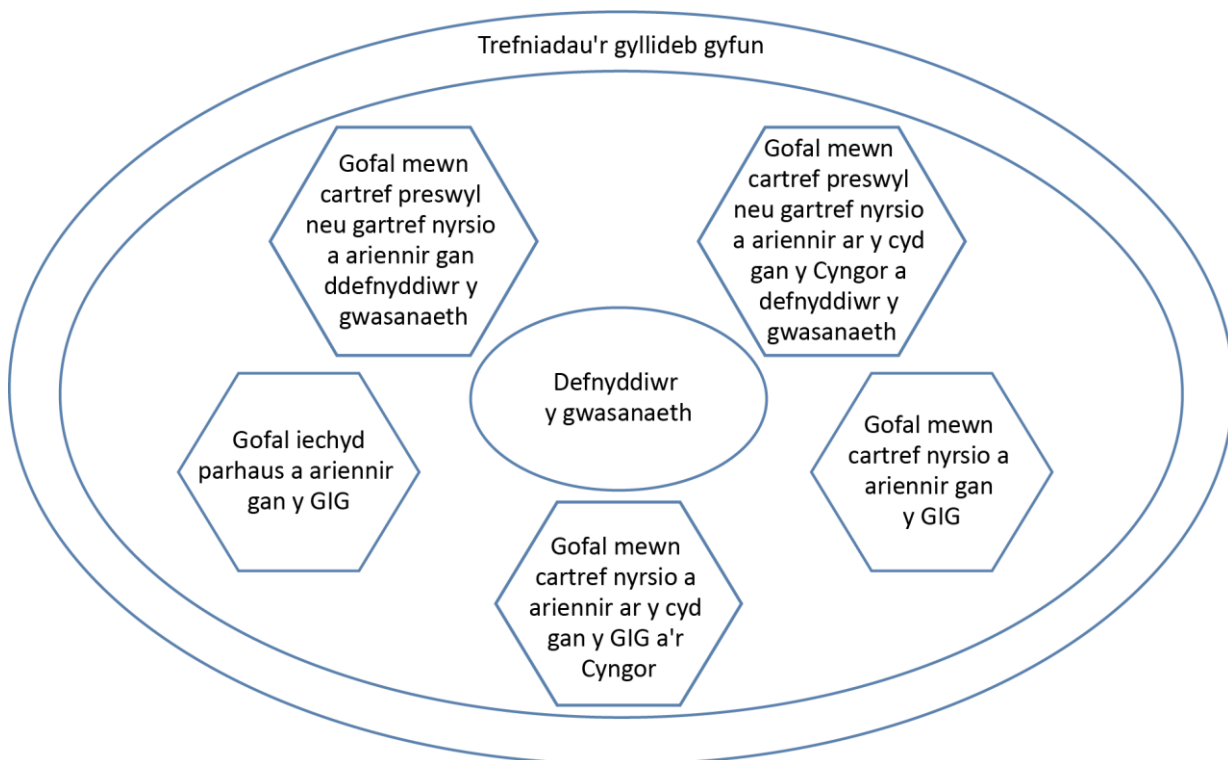 Trefniadau'r gyllideb gyfun
Gofal mewn
cartref preswyl
neu gartref nyrsio
a ariennir gan
ddefnyddiwr y
gwasanaeth
Gofal mewn
cartref preswyl
neu gartref nyrsio
a ariennir ar y cyd
gan y Cyngor a
defnyddiwr y
gwasanaeth
Defnyddiwr
y gwasanaeth
Gofal iechyd
parhaus a ariennir
gan y GIG
Gofal mewn
cartref nyrsio a
ariennir gan
y GIG
Gofal mewn
cartref nyrsio a
ariennir ar y cyd
gan y GIG a'r
Cyngor